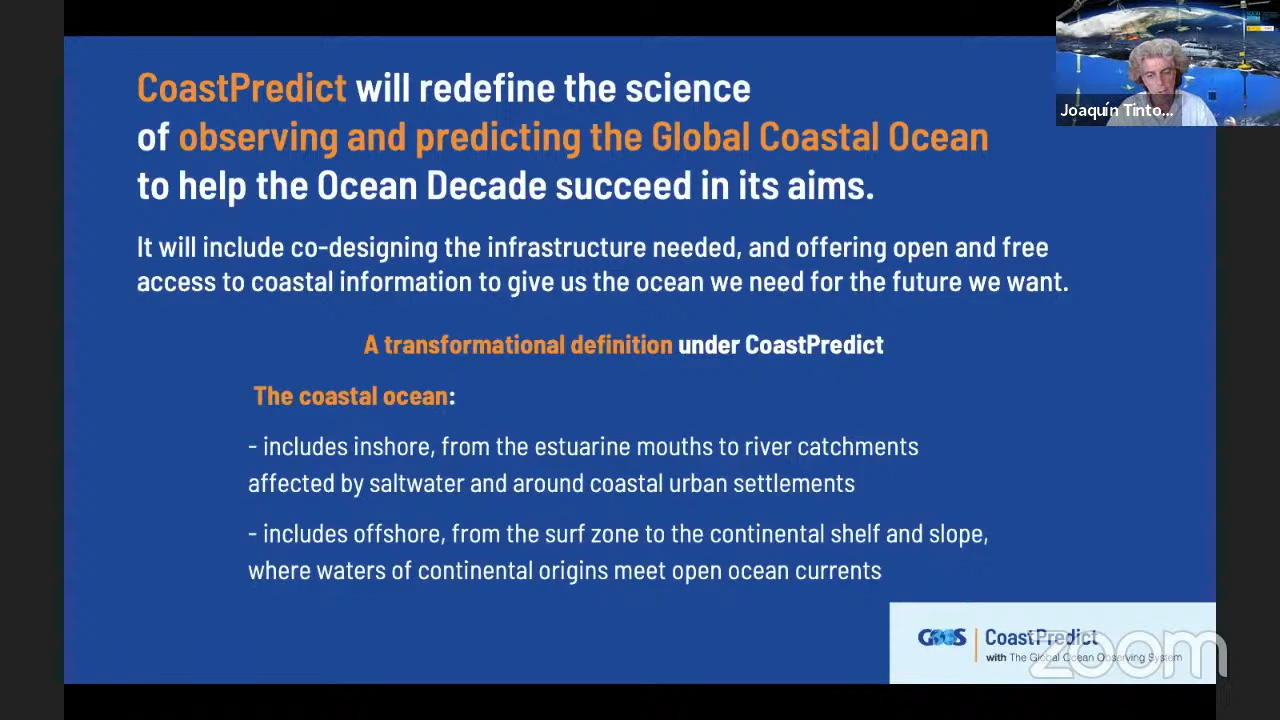 CoastPredict will redefine the science
of observing and predicting the Global Coastal Ocean
to help the Ocean Decade succeed in its aims.
It will include co-designing the infrastructure needed, and offering open and free
access to coastal information to give us the ocean we need for the future we want.
A transformational definition under CoastPredict
The coastal ocean:
- includes inshore, from the estuarine mouths to river catchments
affected by saltwater and around coastal urban settlements
- includes offshore, from the surf zone to the continental shelf and slope,
where waters of continental origins meet open ocean currents
Joaquín Tinto...
GOOS
CoastPredict
with The Global Ocean Observing System
zoom